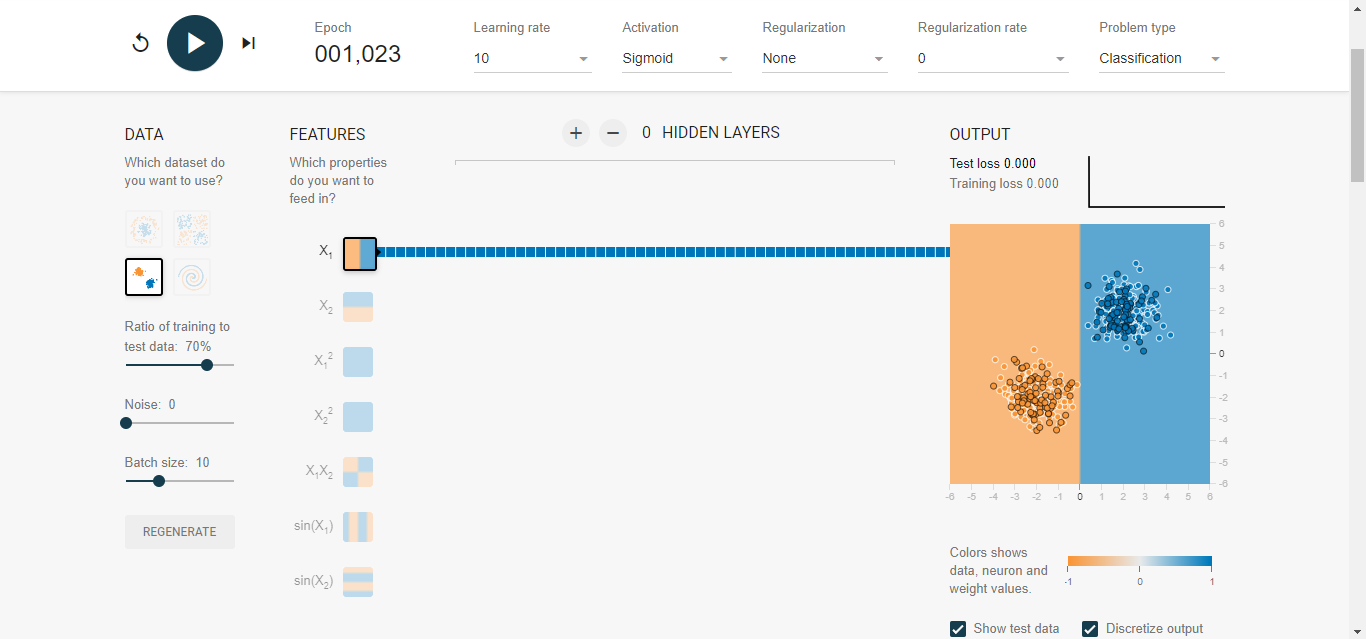 Epoch
001,023
Learning rate
10
Activation
Sigmoid
Regularization
None
Regularization rate
0
Problem type
Classification
DATA
Which dataset do
you want to use?
Ratio of training to
test data: 70%
Noise: 0
Batch size: 10
REGENERATE
FEATURES
Which properties
do you want to
feed in?
X1
X2
X1²
X2²
X1X2
sin(X1)
sin(X2)
+ − 0 HIDDEN LAYERS
OUTPUT
Test loss 0.000
Training loss 0.000
6
5
4
3
2
1
0
-1
-2
-3
-4
-5
-6
-6 -5 -4 -3 -2 -1 0 1 2 3 4 5 6
Colors shows
data, neuron and
weight values.
-1 0 1
Show test data
Discretize output